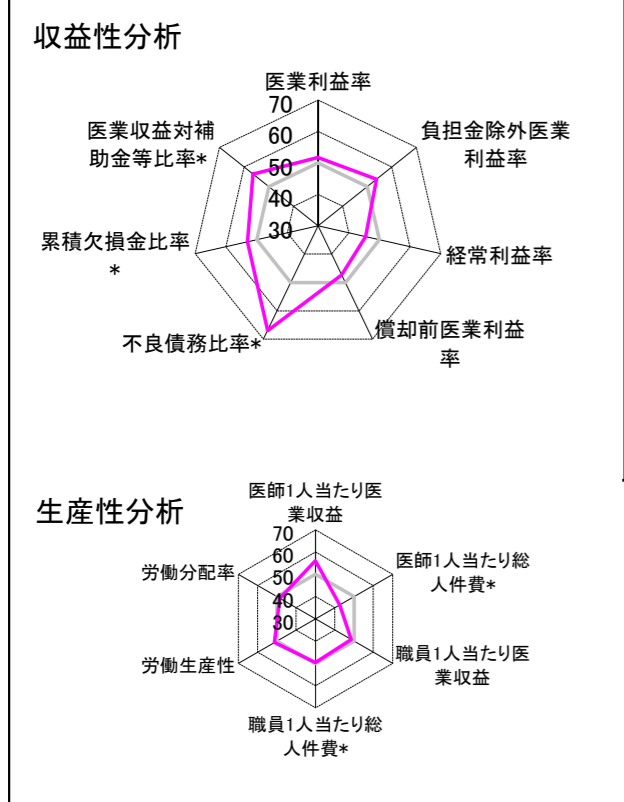 収益性分析
医業利益率
70
60
50
40
30
負担金除外医業
利益率
経常利益率
償却前医業利益
率
不良債務比率*
累積欠損金比率
*
医業収益対補
助金等比率*
生産性分析
医師1人当たり医
業収益
70
60
50
40
30
医師1人当たり総
人件費*
職員1人当たり医
業収益
職員1人当たり総
人件費*
労働生産性
労働分配率